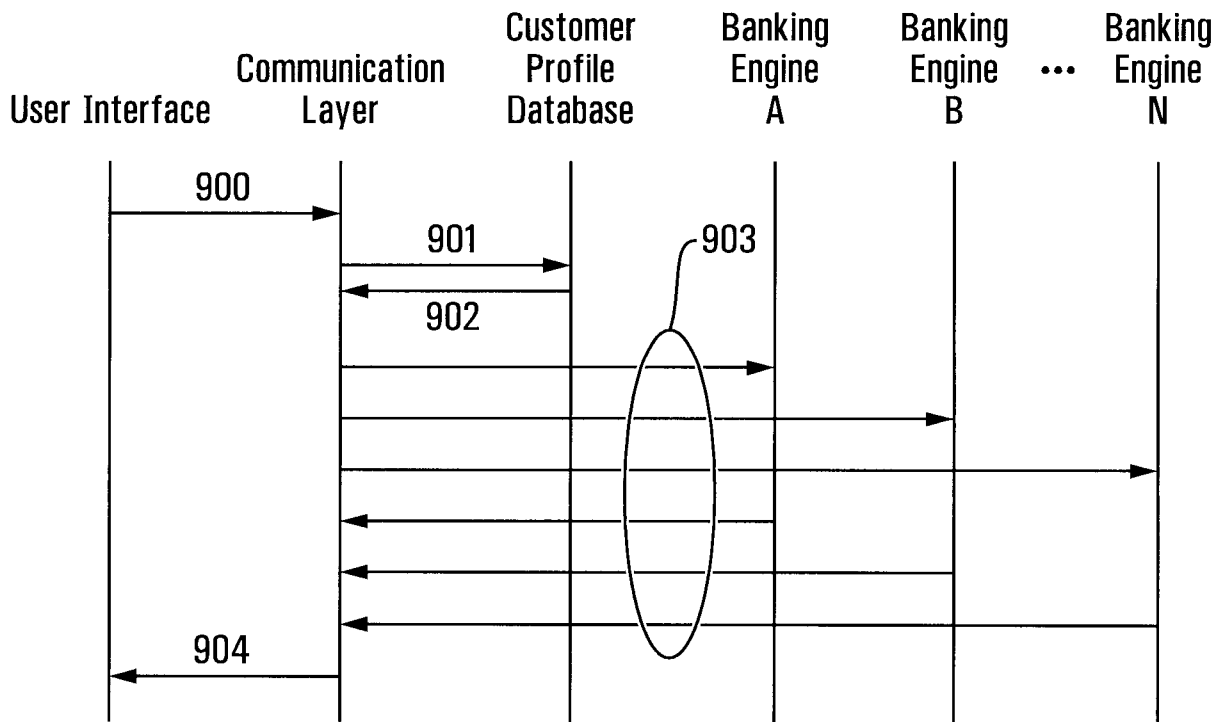 User Interface
Communication
Layer
Customer
Profile
Database
Banking
Engine
A
Banking
Engine
B
•••
Banking
Engine
N
900
901
902
903
904